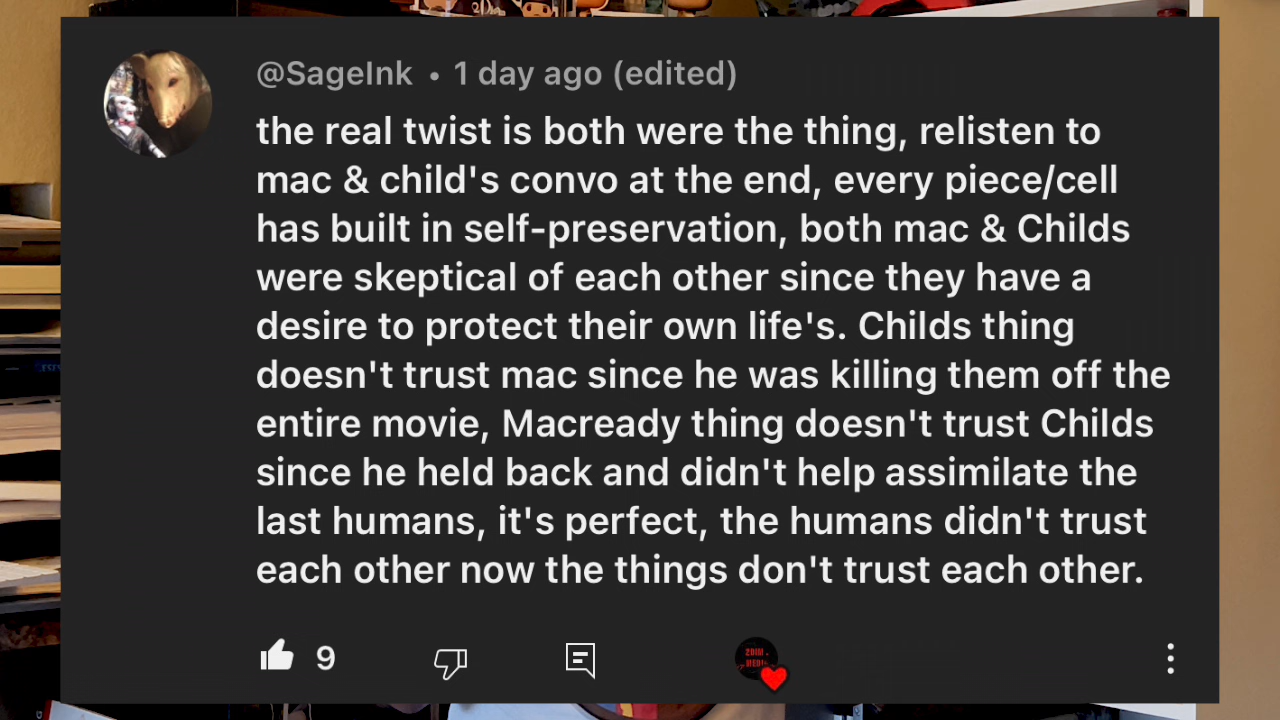 @SageInk • 1 day ago (edited)
the real twist is both were the thing, relisten to
mac & child's convo at the end, every piece/cell
has built in self-preservation, both mac & Childs
were skeptical of each other since they have a
desire to protect their own life's. Childs thing
doesn't trust mac since he was killing them off the
entire movie, Macready thing doesn't trust Childs
since he held back and didn't help assimilate the
last humans, it's perfect, the humans didn't trust
each other now the things don't trust each other.
9